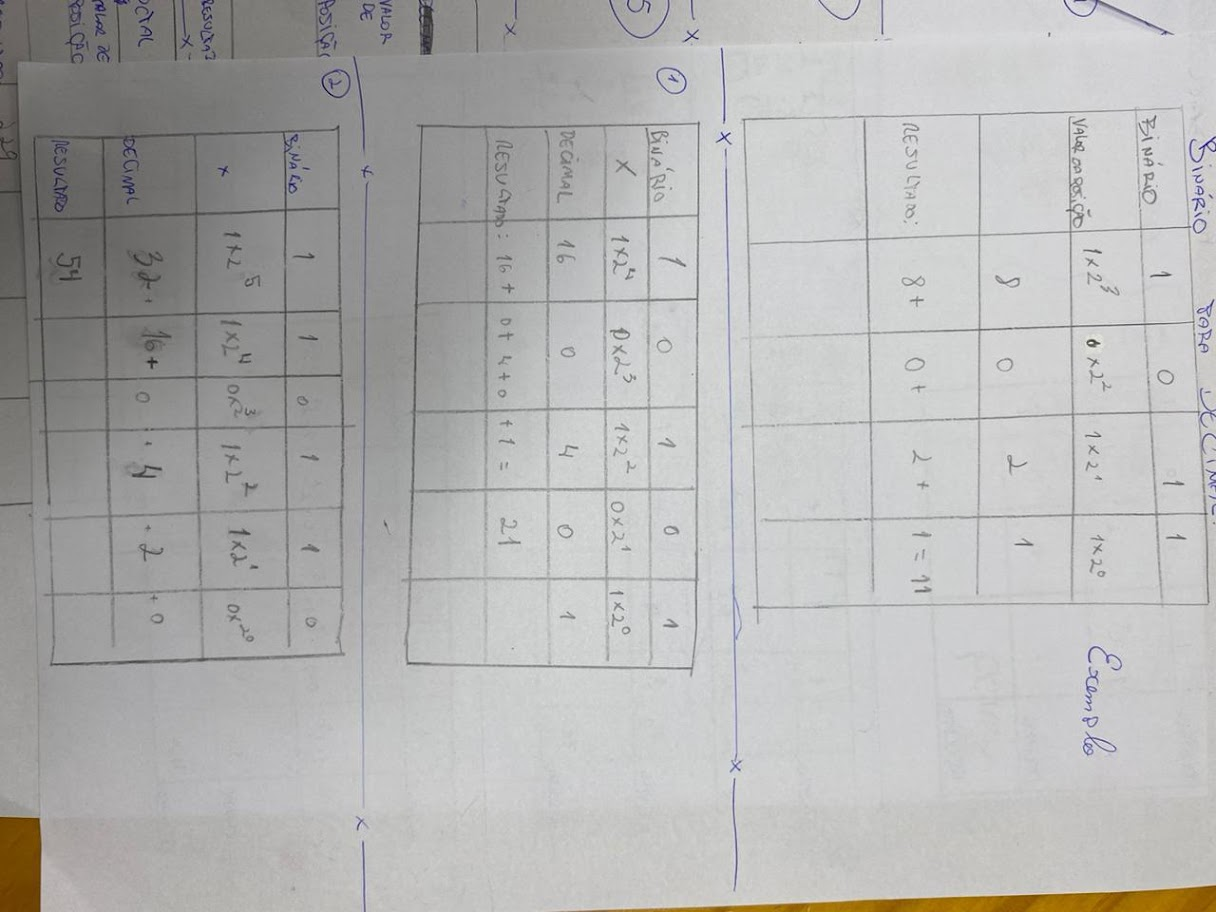 BINÁRIO PARA DECIMAL:
BINÁRIO 1 0 1 1
VALOR DA POSIÇÃO 1x2³ 0x2² 1x2¹ 1x2⁰
8 0 2 1
RESULTADO: 8+ 0+ 2+ 1=11
Exemplo
x x
①
BINÁRIO 1 0 1 0 1
X 1x2⁴ 0x2³ 1x2² 0x2¹ 1x2⁰
DECIMAL 16 0 4 0 1
RESULTADO: 16+ 0+ 4+0 +1= 21
x x
②
BINÁRIO 1 1 0 1 1 0
x 1x2⁵ 1x2⁴ 0x2³ 1x2² 1x2¹ 0x2⁰
DECIMAL 32+ 16+ 0 +4 +2 +0
RESULTADO 54
x
5
x
VALOR
DE
POSIÇÃ
x
VALOR DE
POSIÇÃO